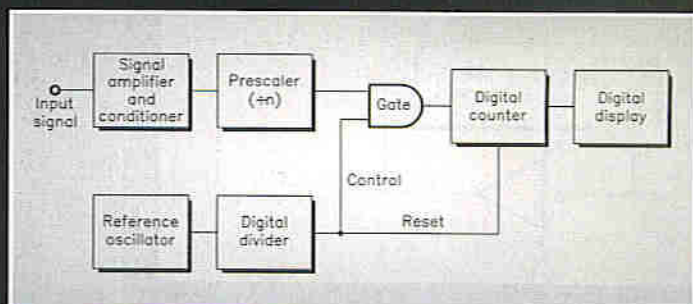 Input
signal
Signal
amplifier
and
conditioner
Prescaler
(÷n)
Gate
Digital
counter
Digital
display
Control
Reference
oscillator
Digital
divider
Reset